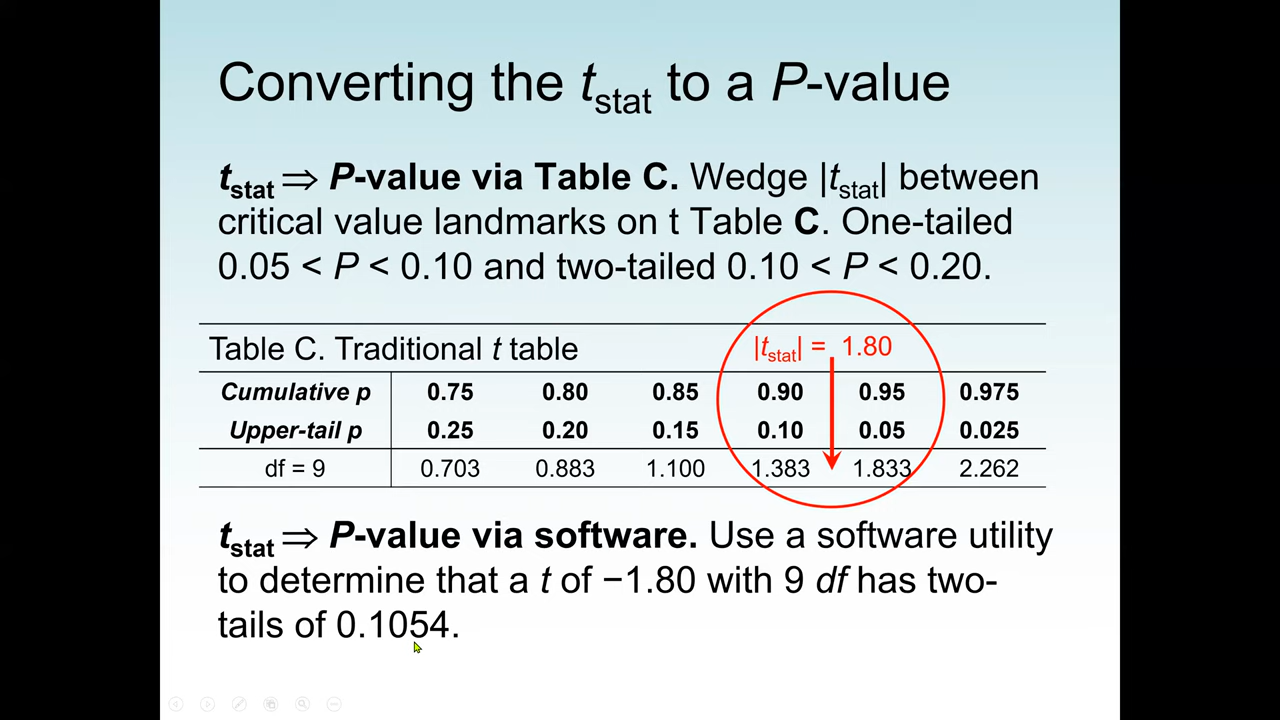 Converting the tstat to a P-value
tstat ⇒ P-value via Table C. Wedge |tstat| between
critical value landmarks on t Table C. One-tailed
0.05 < P < 0.10 and two-tailed 0.10 < P < 0.20.
Table C. Traditional t table |tstat| = 1.80
Cumulative p 0.75 0.80 0.85 0.90 0.95 0.975
Upper-tail p 0.25 0.20 0.15 0.10 0.05 0.025
df = 9 0.703 0.883 1.100 1.383 1.833 2.262
tstat ⇒ P-value via software. Use a software utility
to determine that a t of −1.80 with 9 df has two-
tails of 0.1054.